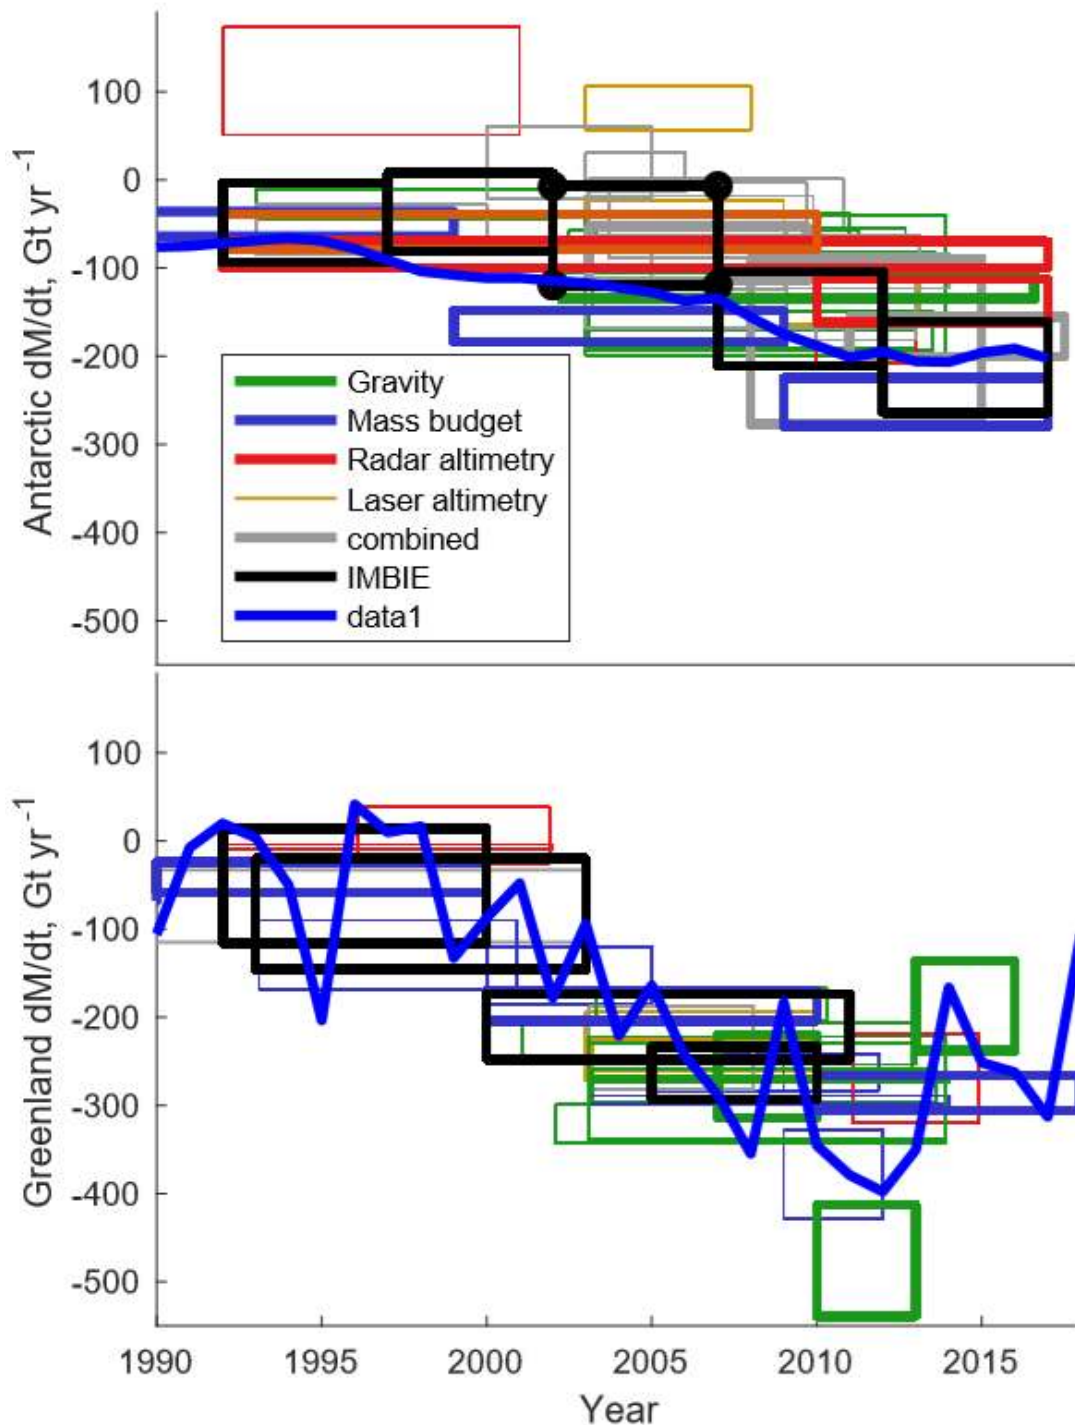 Antarctic dM/dt, Gt yr -1
100
0
-100
-200
-300
-400
-500
Gravity
Mass budget
Radar altimetry
Laser altimetry
combined
IMBIE
data1
Greenland dM/dt, Gt yr-1
100
0
-100
-200
-300
-400
-500
1990 1995 2000 2005 2010 2015
Year